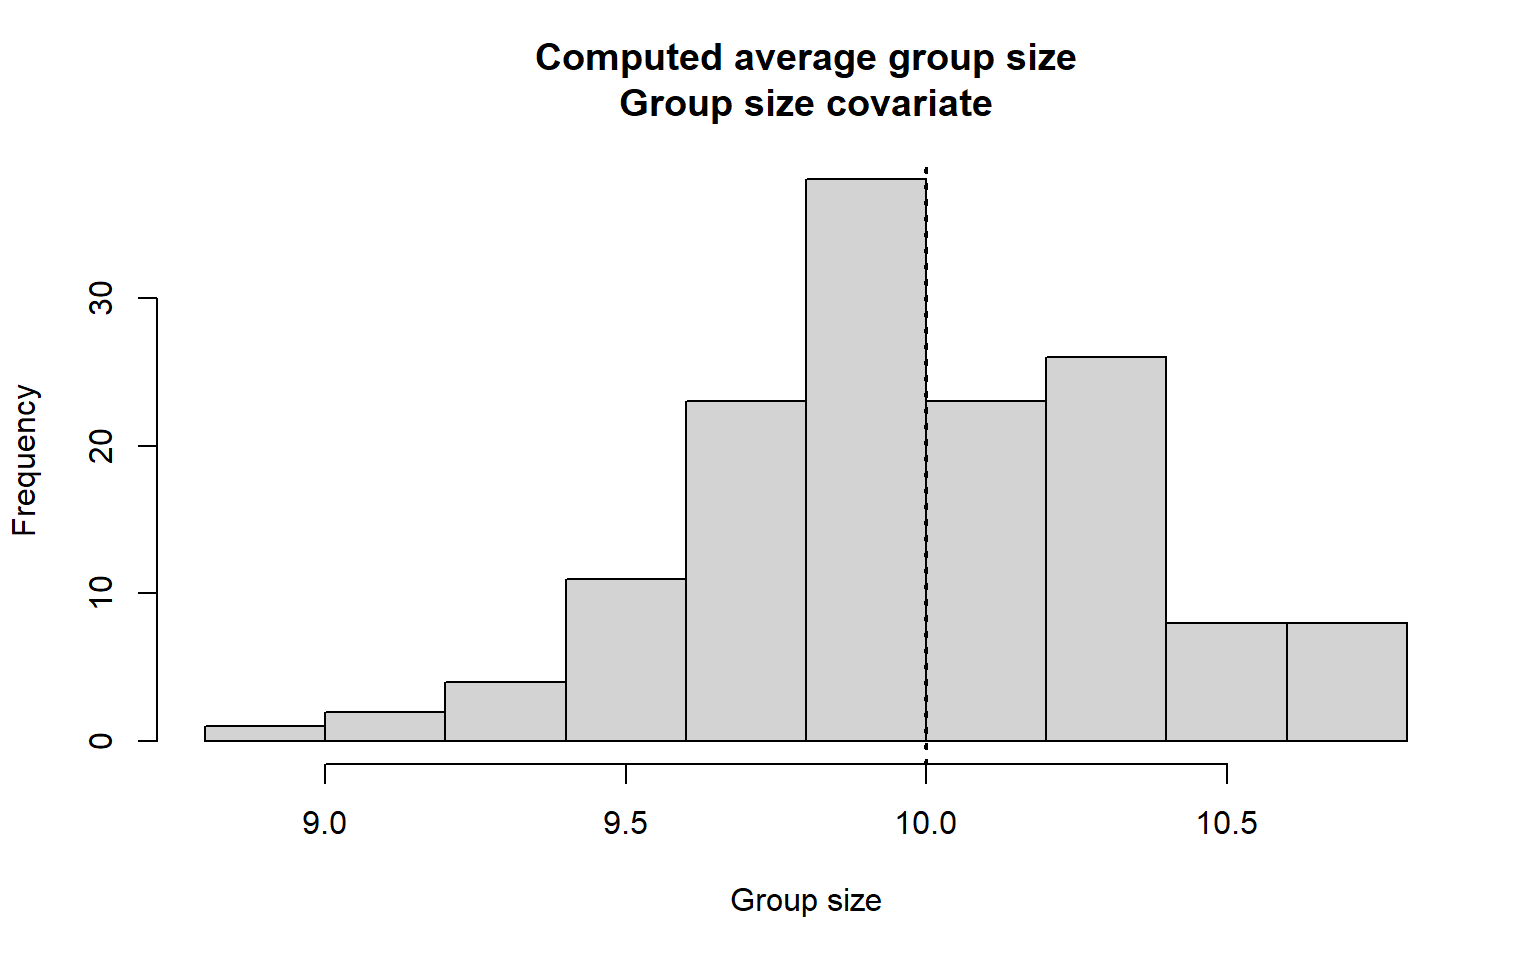 Computed average group size
Group size covariate
Frequency
30
20
10
0
9.0 9.5 10.0 10.5
Group size